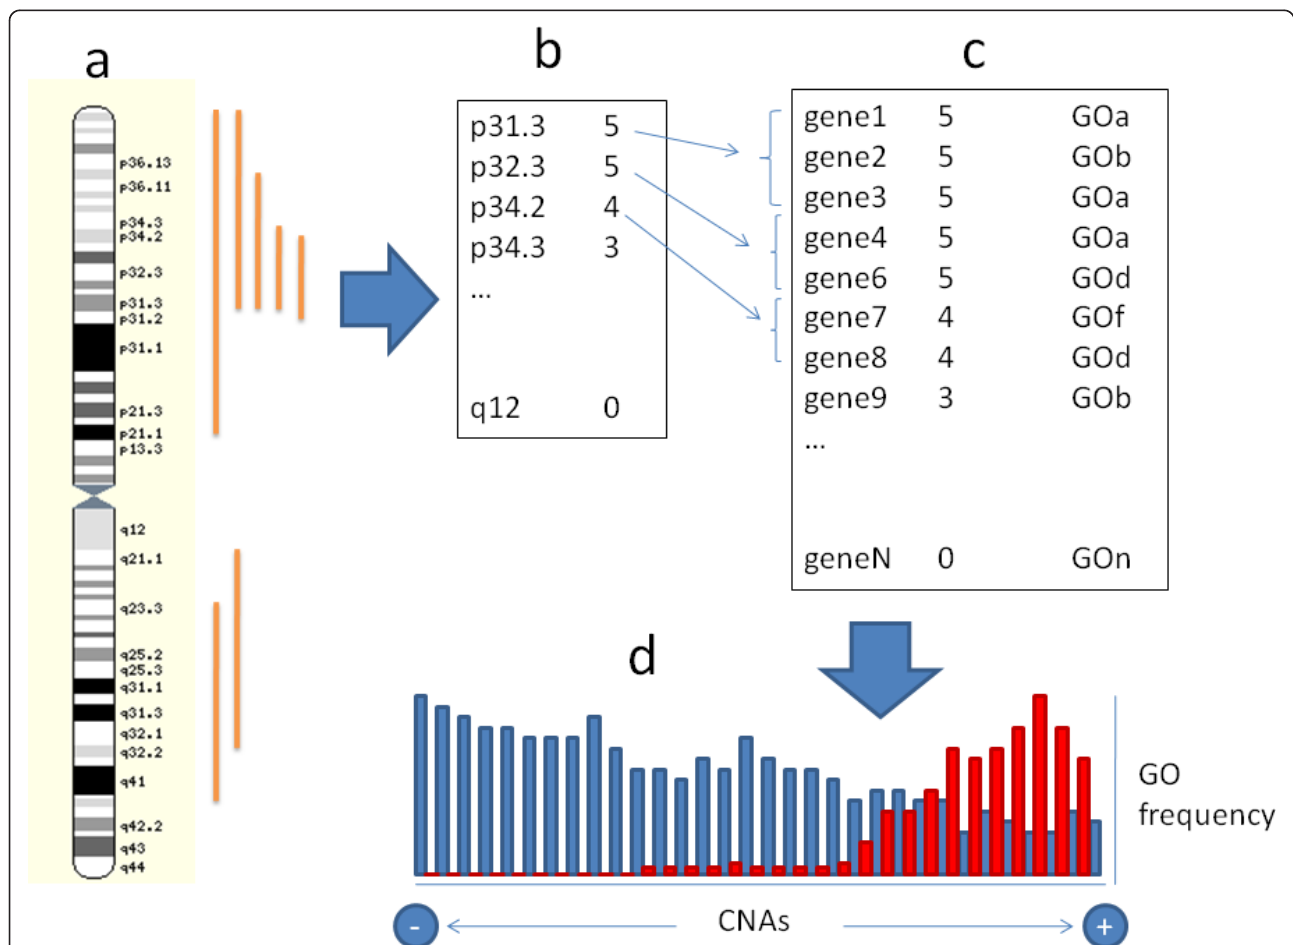 a
p36.13
p36.11
p34.3
p34.2
p32.3
p31.3
p31.2
p31.1
p21.3
p21.1
p13.3
q12
q21.1
q23.3
q25.2
q25.3
q31.1
q31.3
q32.1
q32.2
q41
q42.2
q43
q44
b
p31.3 5
p32.3 5
p34.2 4
p34.3 3
...
q12 0
c
gene1 5 GOa
gene2 5 GOb
gene3 5 GOa
gene4 5 GOa
gene6 5 GOd
gene7 4 GOf
gene8 4 GOd
gene9 3 GOb
...
geneN 0 GOn
d
GO
frequency
- CNAs +